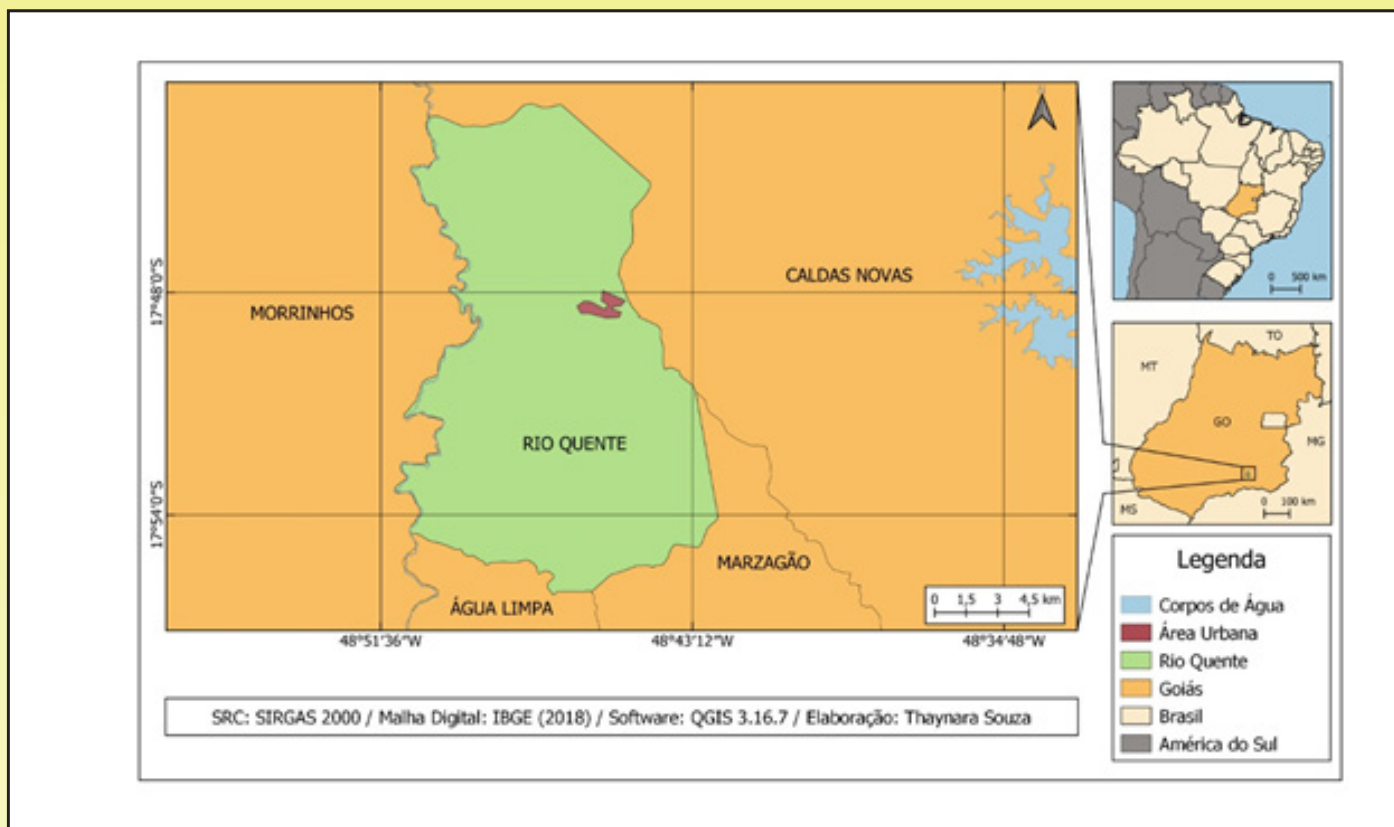 N
CALDAS NOVAS
MORRINHOS
17°48'0"S
RIO QUENTE
17°54'0"S
MARZAGÃO
ÁGUA LIMPA
0 1,5 3 4,5 km
48°51'36"W 48°43'12"W 48°34'48"W
0 500 km
TO
MT
GO
MG
MS
0 100 km
Legenda
Corpos de Água
Área Urbana
Rio Quente
Goiás
Brasil
América do Sul
SRC: SIRGAS 2000 / Malha Digital: IBGE (2018) / Software: QGIS 3.16.7 / Elaboração: Thaynara Souza